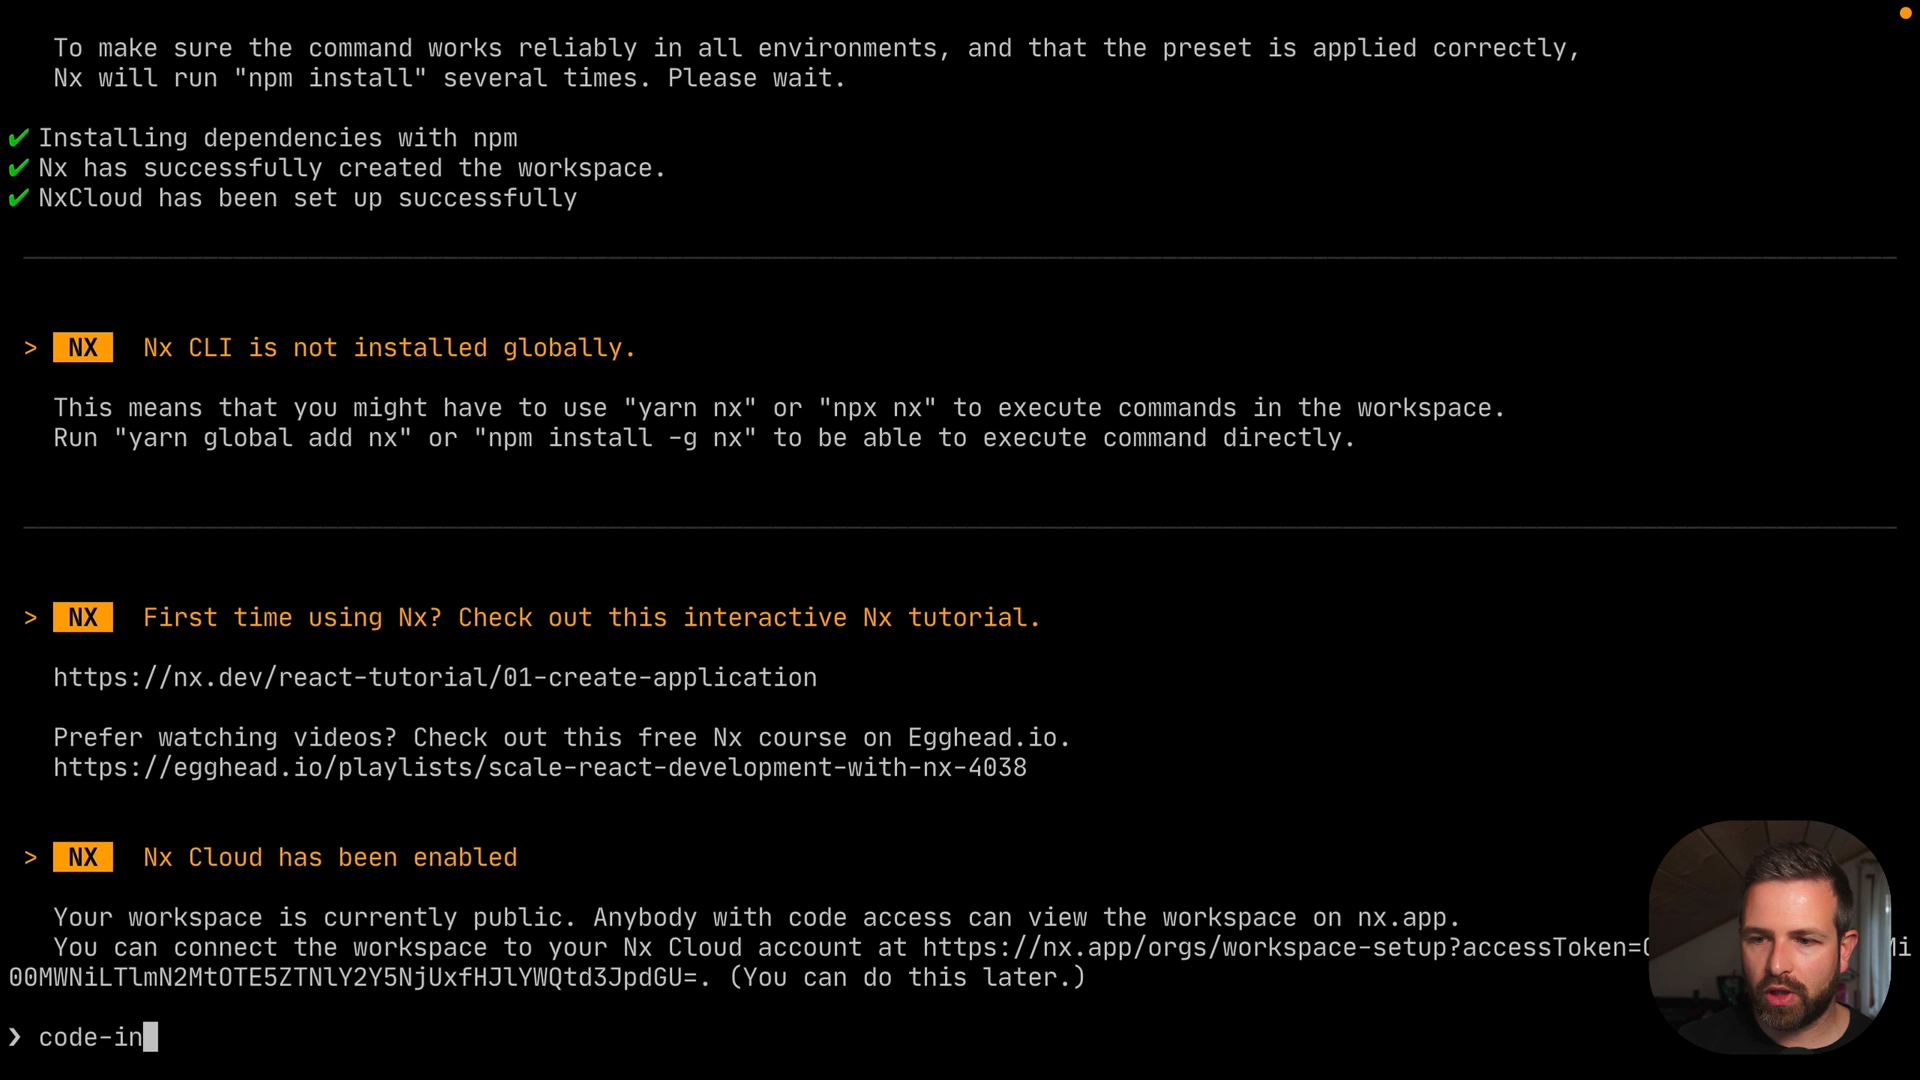 To make sure the command works reliably in all environments, and that the preset is applied correctly,
Nx will run "npm install" several times. Please wait.
✔ Installing dependencies with npm
✔ Nx has successfully created the workspace.
✔ NxCloud has been set up successfully
> NX Nx CLI is not installed globally.
This means that you might have to use "yarn nx" or "npx nx" to execute commands in the workspace.
Run "yarn global add nx" or "npm install -g nx" to be able to execute command directly.
> NX First time using Nx? Check out this interactive Nx tutorial.
https://nx.dev/react-tutorial/01-create-application
Prefer watching videos? Check out this free Nx course on Egghead.io.
https://egghead.io/playlists/scale-react-development-with-nx-4038
> NX Nx Cloud has been enabled
Your workspace is currently public. Anybody with code access can view the workspace on nx.app.
You can connect the workspace to your Nx Cloud account at https://nx.app/orgs/workspace-setup?accessToken=
00MWNiLTlmN2MtOTE5ZTNlY2Y5NjUxfHJlYWQtd3JpdGU=. (You can do this later.)
❯ code-in